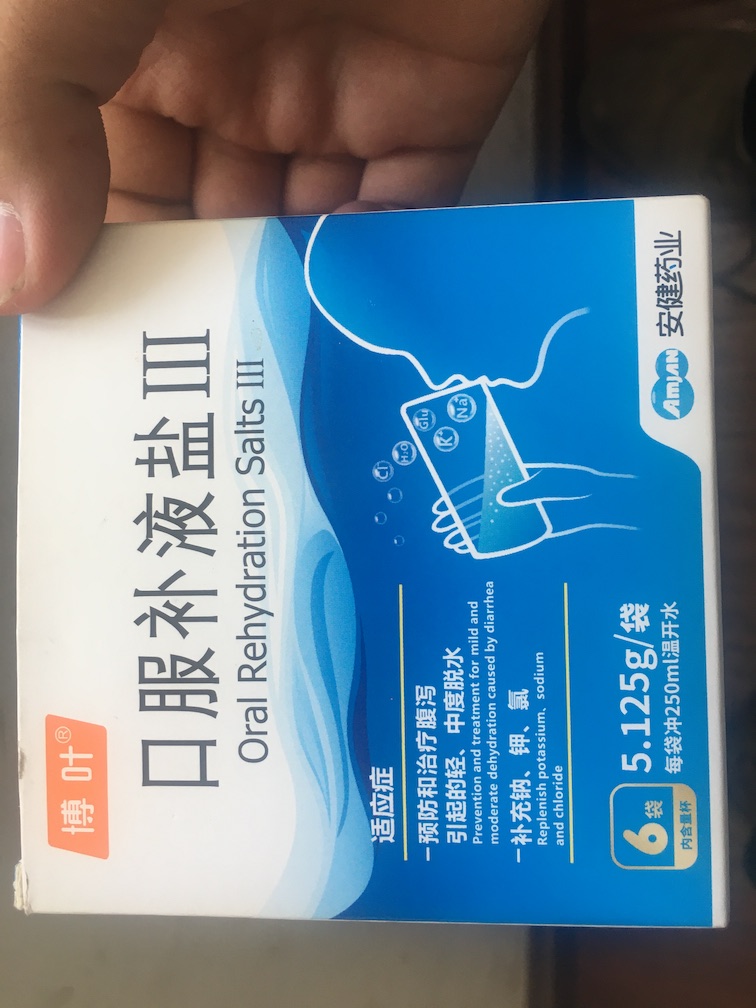 博叶®
口服补液盐III
Oral Rehydration Salts III
适应症
–预防和治疗腹泻
引起的轻、中度脱水
Prevention and treatment for mild and
moderate dehydration caused by diarrhea
–补充钠、钾、氯
Replenish potassium、sodium
and chloride
Cl⁻
H₂O
Glu
K⁺
Na⁺
6袋
内含量杯
5.125g/袋
每袋冲250ml温开水
AmJAN 安健药业